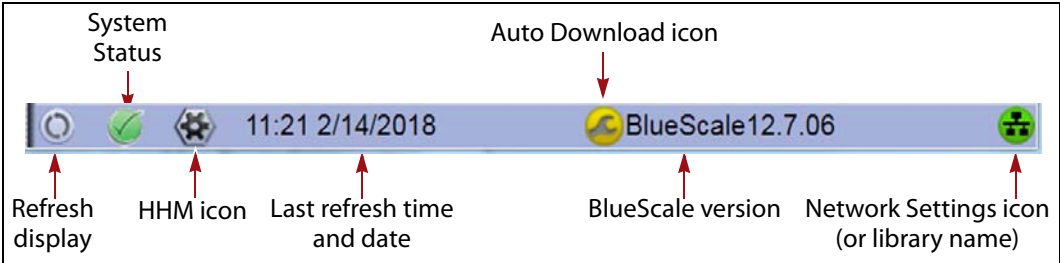 System
Status
Auto Download icon
11:21 2/14/2018
BlueScale12.7.06
Refresh
display
HHM icon
Last refresh time
and date
BlueScale version
Network Settings icon
(or library name)